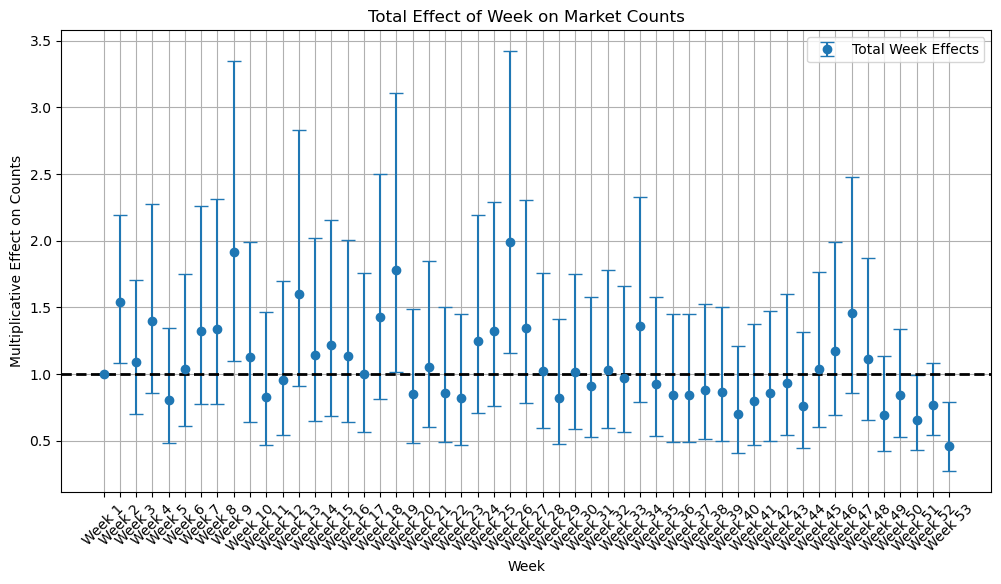 Total Effect of Week on Market Counts
Total Week Effects
Multiplicative Effect on Counts
3.5
3.0
2.5
2.0
1.5
1.0
0.5
Week 1
Week 2
Week 3
Week 4
Week 5
Week 6
Week 7
Week 8
Week 9
Week 10
Week 11
Week 12
Week 13
Week 14
Week 15
Week 16
Week 17
Week 18
Week 19
Week 20
Week 21
Week 22
Week 23
Week 24
Week 25
Week 26
Week 27
Week 28
Week 29
Week 30
Week 31
Week 32
Week 33
Week 34
Week 35
Week 36
Week 37
Week 38
Week 39
Week 40
Week 41
Week 42
Week 43
Week 44
Week 45
Week 46
Week 47
Week 48
Week 49
Week 50
Week 51
Week 52
Week 53
Week